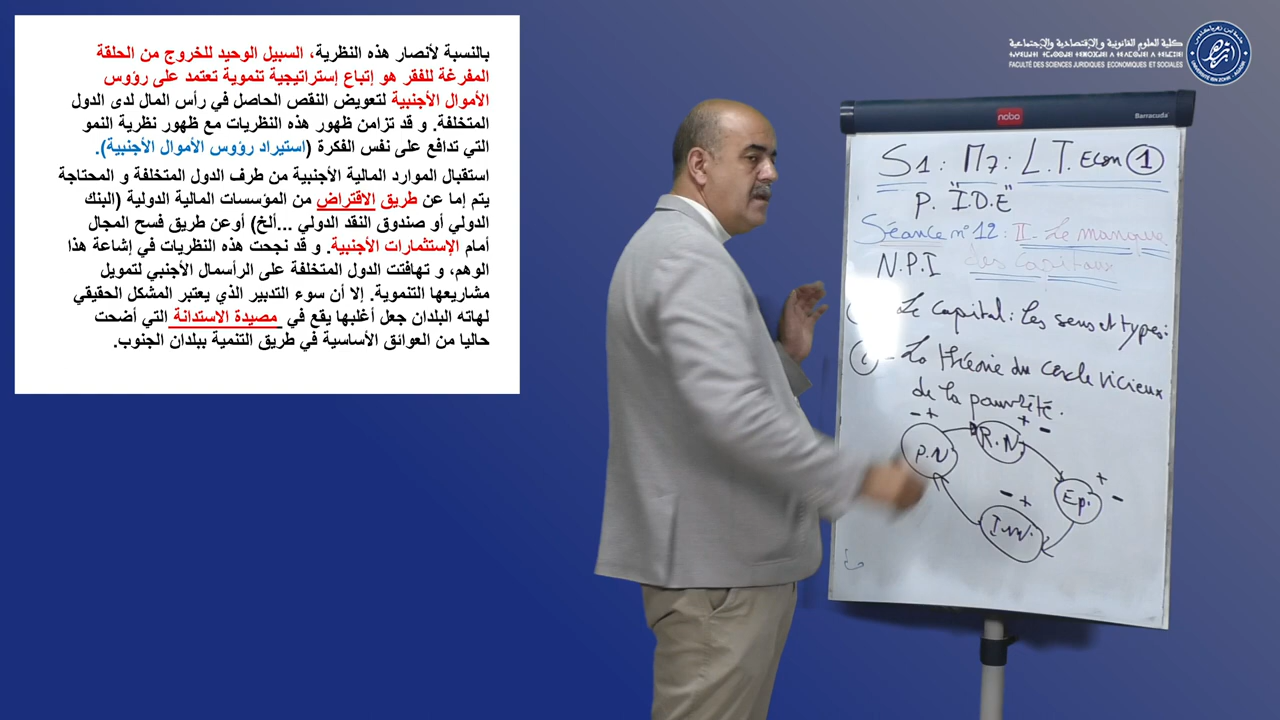 بالنسبة لأنصار هذه النظرية، السبيل الوحيد للخروج من الحلقة
المفرغة للفقر هو إتباع إستراتيجية تنموية تعتمد على رؤوس
الأموال الأجنبية لتعويض النقص الحاصل في رأس المال لدى الدول
المتخلفة. و قد تزامن ظهور هذه النظريات مع ظهور نظرية النمو
التي تدافع على نفس الفكرة (استيراد رؤوس الأموال الأجنبية).
استقبال الموارد المالية الأجنبية من طرف الدول المتخلفة و المحتاجة
يتم إما عن طريق الاقتراض من المؤسسات المالية الدولية (البنك
الدولي أو صندوق النقد الدولي ...ألخ) أوعن طريق فسح المجال
أمام الإستثمارات الأجنبية. و قد نجحت هذه النظريات في إشاعة هذا
الوهم، و تهافتت الدول المتخلفة على الرأسمال الأجنبي لتمويل
مشاريعها التنموية. إلا أن سوء التدبير الذي يعتبر المشكل الحقيقي
لهاته البلدان جعل أغلبها يقع في مصيدة الاستدانة التي أضحت
حاليا من العوائق الأساسية في طريق التنمية ببلدان الجنوب.
كلية العلوم القانونية والاقتصادية والاجتماعية
FACULTÉ DES SCIENCES JURIDIQUES ÉCONOMIQUES ET SOCIALES
nobo
Barracuda
S1: M7: L.T. Econ 1
P. "I.D.E"
Séance n° 12: II- Le manque
N.P.I des capitaux
Le capital: les sens et types:
- La théorie du cercle vicieux
de la pauvrété.
- + + -
P.N R.N
+ -
Ep.
- +
Inv.